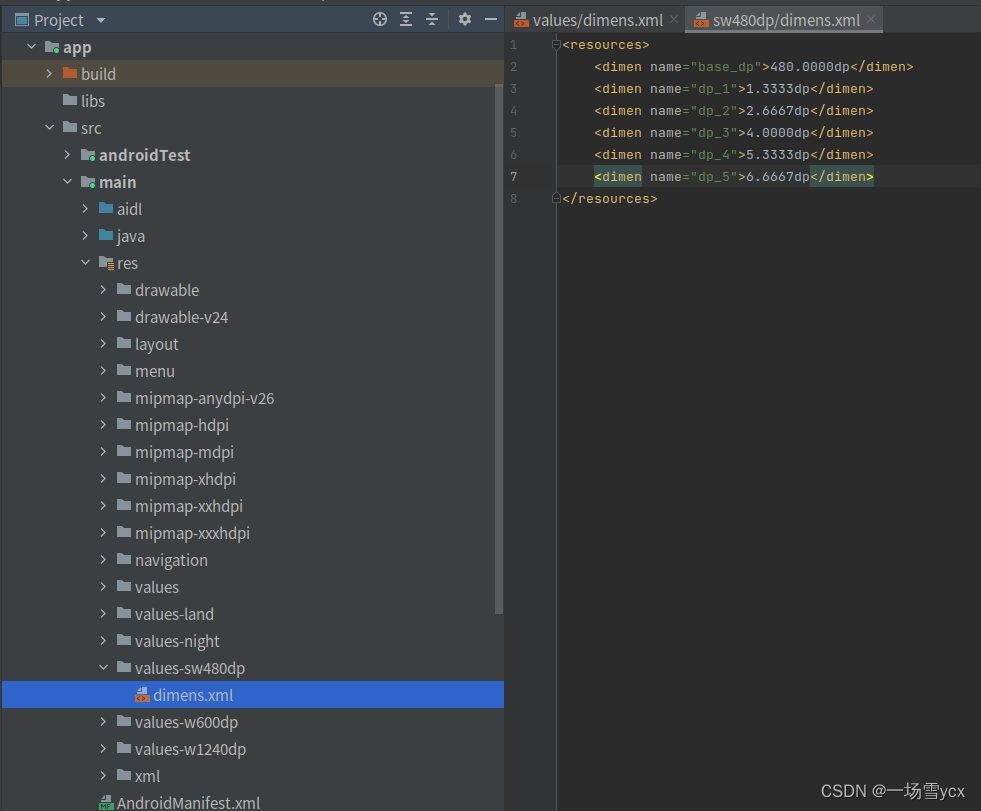 Project
app
build
libs
src
androidTest
main
aidl
java
res
drawable
drawable-v24
layout
menu
mipmap-anydpi-v26
mipmap-hdpi
mipmap-mdpi
mipmap-xhdpi
mipmap-xxhdpi
mipmap-xxxhdpi
navigation
values
values-land
values-night
values-sw480dp
dimens.xml
values-w600dp
values-w1240dp
xml
AndroidManifest.xml
values/dimens.xml
sw480dp/dimens.xml
1 <resources>
2 <dimen name="base_dp">480.0000dp</dimen>
3 <dimen name="dp_1">1.3333dp</dimen>
4 <dimen name="dp_2">2.6667dp</dimen>
5 <dimen name="dp_3">4.0000dp</dimen>
6 <dimen name="dp_4">5.3333dp</dimen>
7 <dimen name="dp_5">6.6667dp</dimen>
8 </resources>
CSDN @一场雪ycx